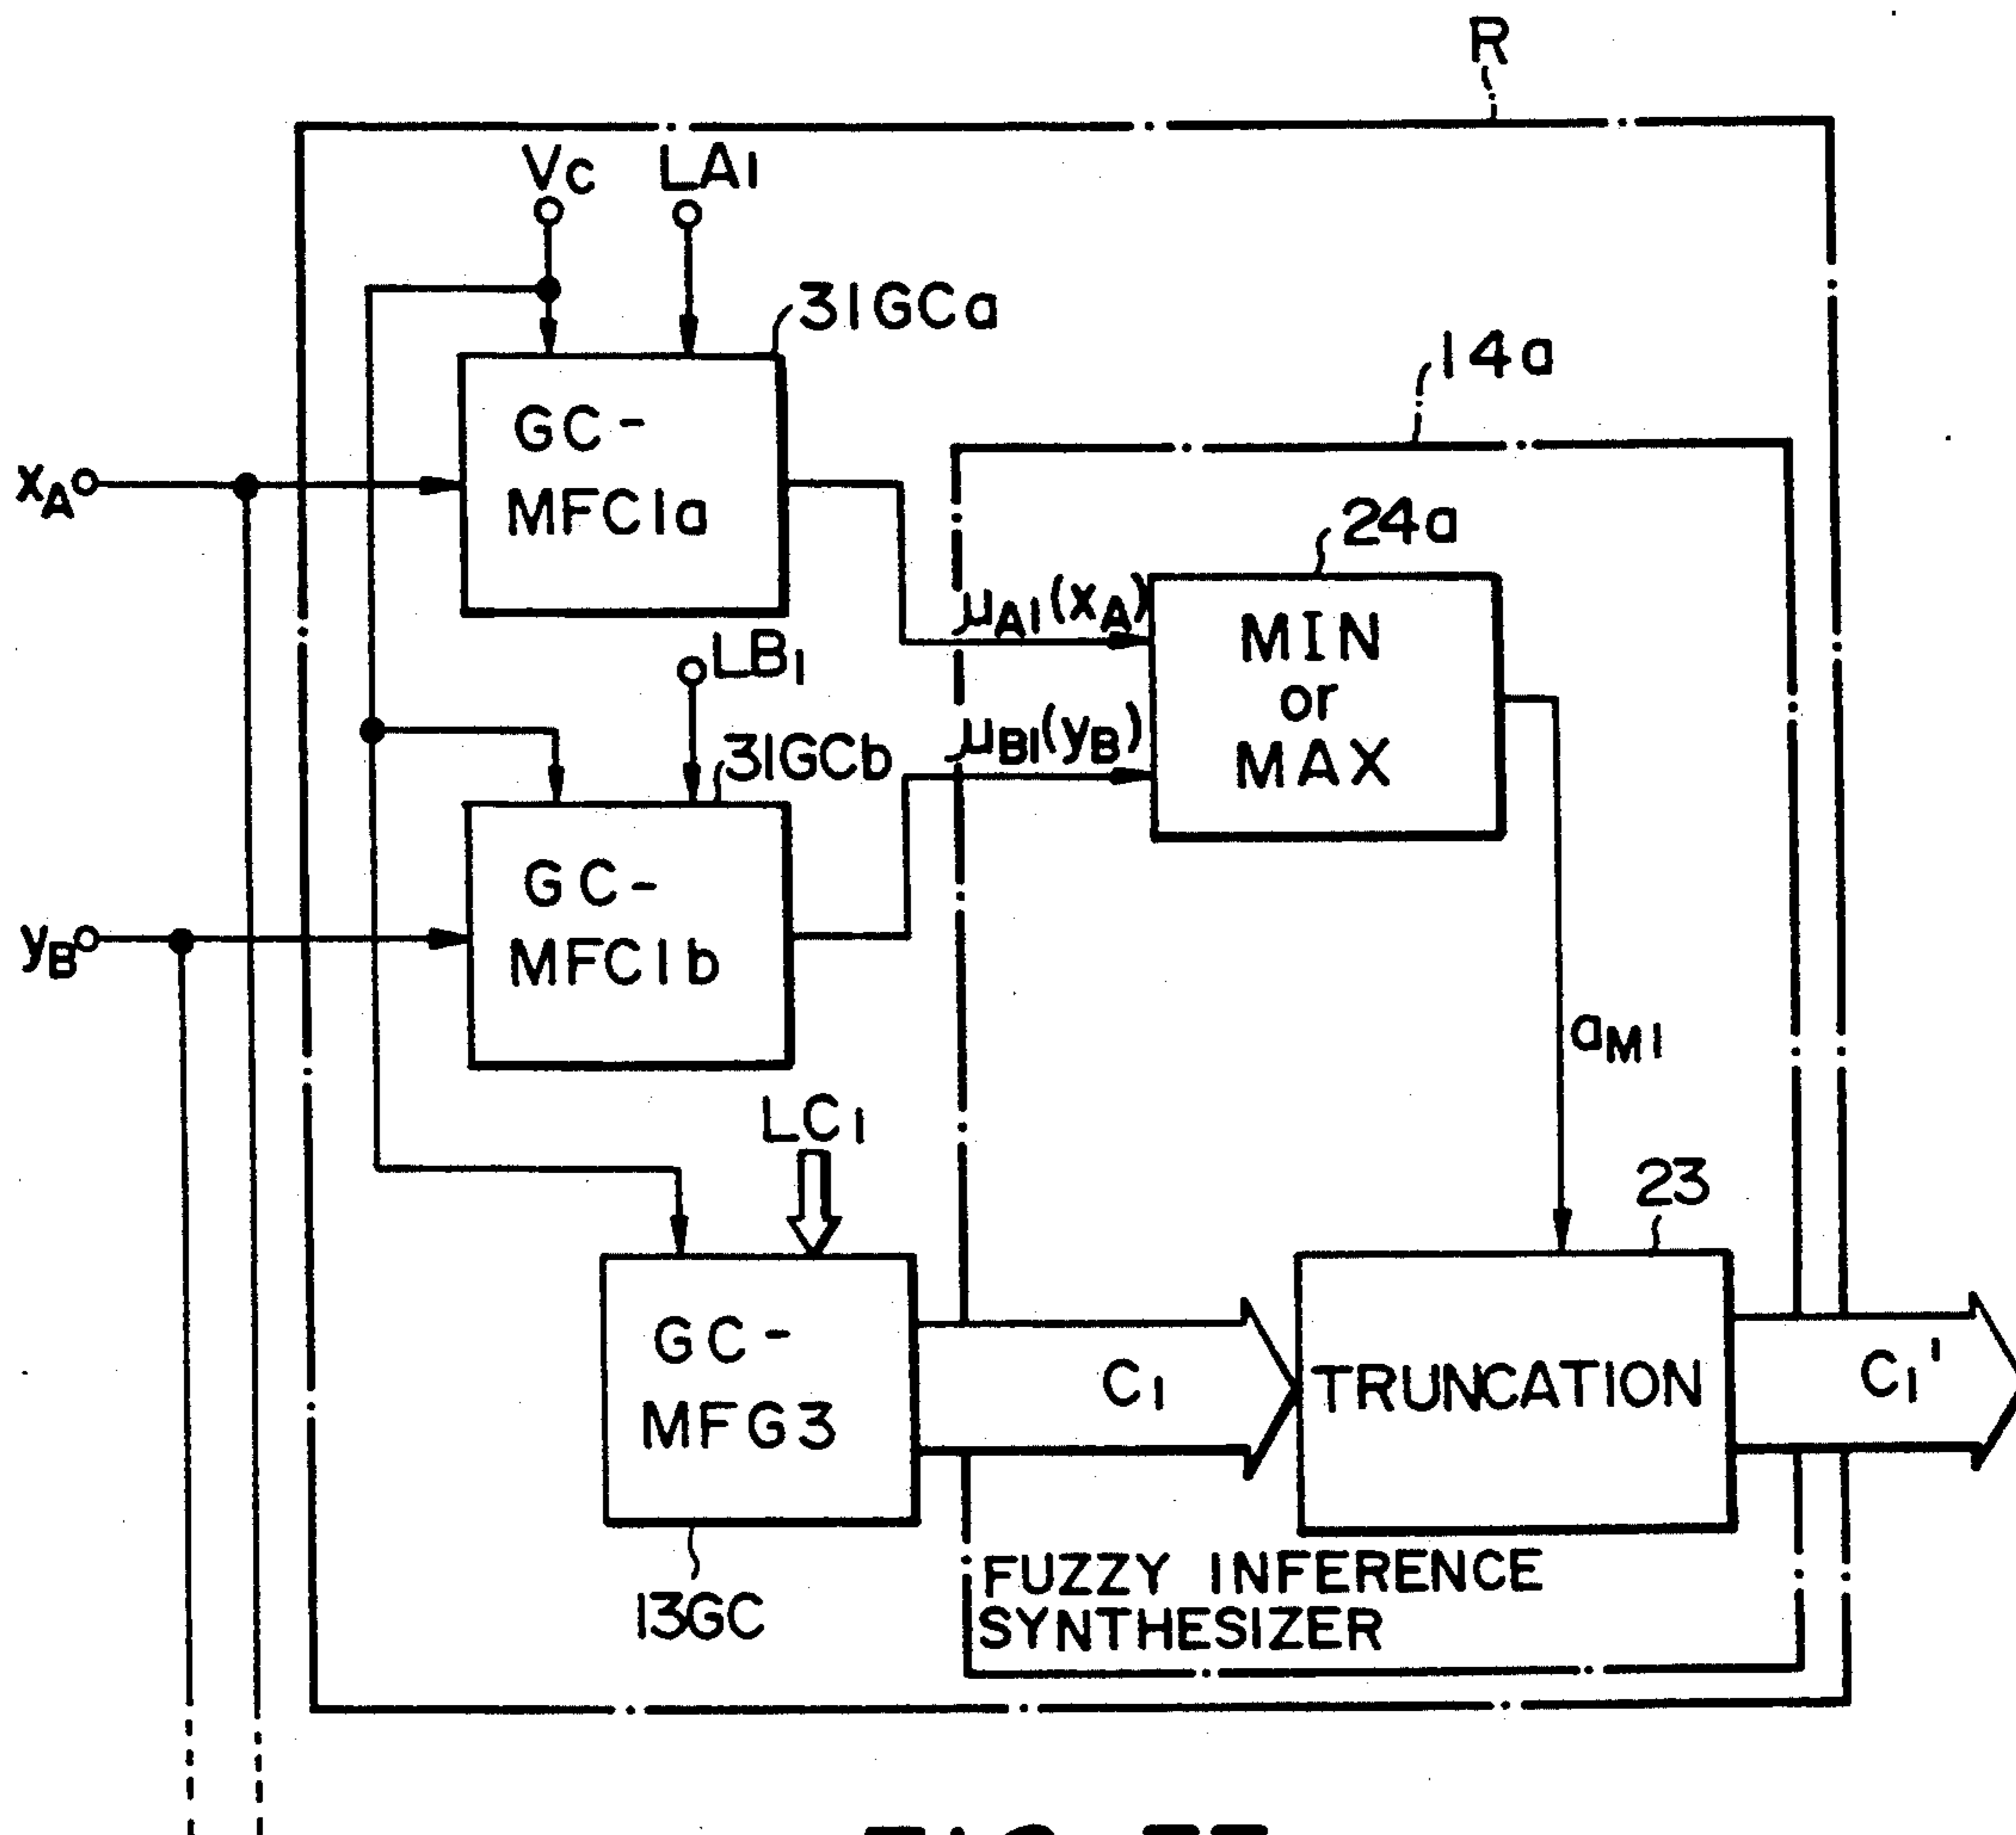 R
Vc LA1
31GCa
14a
GC-
MFC1a
xA
24a
μA1(xA)
MIN
or
MAX
LB1
μB1(yB)
31GCb
GC-
MFC1b
yB
aM1
LC1
23
GC-
MFG3
C1
TRUNCATION
C1'
13GC
FUZZY INFERENCE
SYNTHESIZER